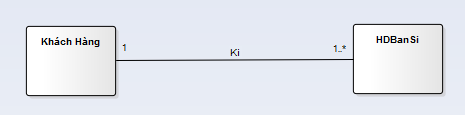 Khách Hàng
1
Ki
1..*
HDBanSi